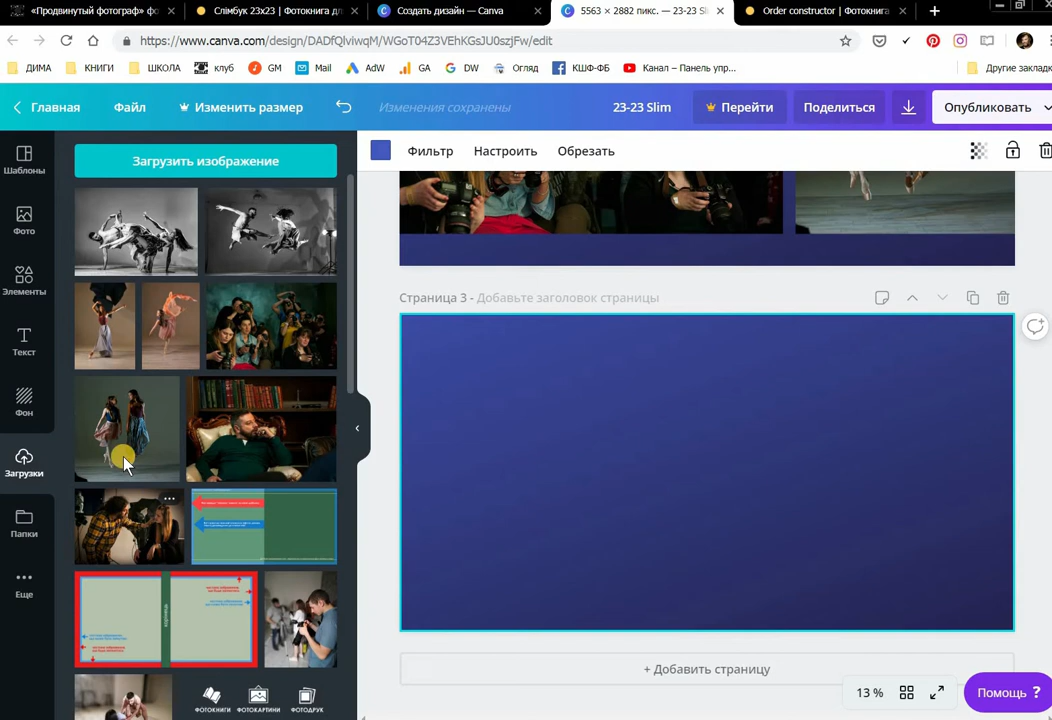 «Продвинутый фотограф» фо
Слімбук 23х23 | Фотокнига дл
Создать дизайн — Canva
5563 × 2882 пикс. — 23-23 Sl
Order constructor | Фотокнига
https://www.canva.com/design/DADfQlviwqM/WGoT04Z3VEhKGsJU0szjFw/edit
ДИМА
КНИГИ
ШКОЛА
клуб
GM
Mail
AdW
GA
DW
Огляд
КШФ-ФБ
Канал – Панель упр...
Другие заклад
Главная
Файл
Изменить размер
Изменения сохранены
23-23 Slim
Перейти
Поделиться
Опубликовать
Шаблоны
Фото
Элементы
Текст
Фон
Загрузки
Папки
Еще
Загрузить изображение
Фильтр
Настроить
Обрезать
Страница 3 - Добавьте заголовок страницы
+ Добавить страницу
ФОТОКНИГИ
ФОТОКАРТИНИ
ФОТОДРУК
13 %
Помощь ?